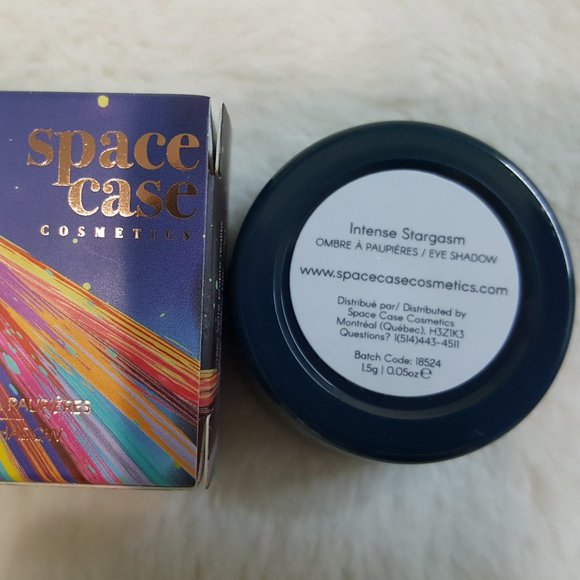 space
case
COSMETICS
PAUPIÈRES
Intense Stargasm
OMBRE À PAUPIÈRES / EYE SHADOW
www.spacecasecosmetics.com
Distribué par/ Distributed by
Space Case Cosmetics
Montréal (Québec), H3Z1K3
Questions? 1(514)443-4511
Batch Code: 18524
1.5g | 0.05oz℮